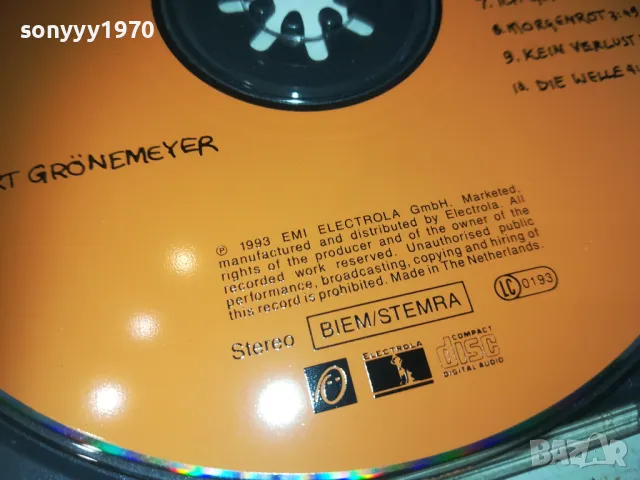 sonyyy1970
8. MORGENROT
9. KEIN VERLUST
10. DIE WELLE
RT GRÖNEMEYER
℗ 1993 EMI ELECTROLA GmbH. Marketed,
manufactured and distributed by Electrola. All
rights of the producer and of the owner of the
recorded work reserved. Unauthorised public
performance, broadcasting, copying and hiring of
this record is prohibited. Made in The Netherlands.
LC 0193
Stereo BIEM/STEMRA
ELECTROLA
COMPACT
disc
DIGITAL AUDIO
BAZAR